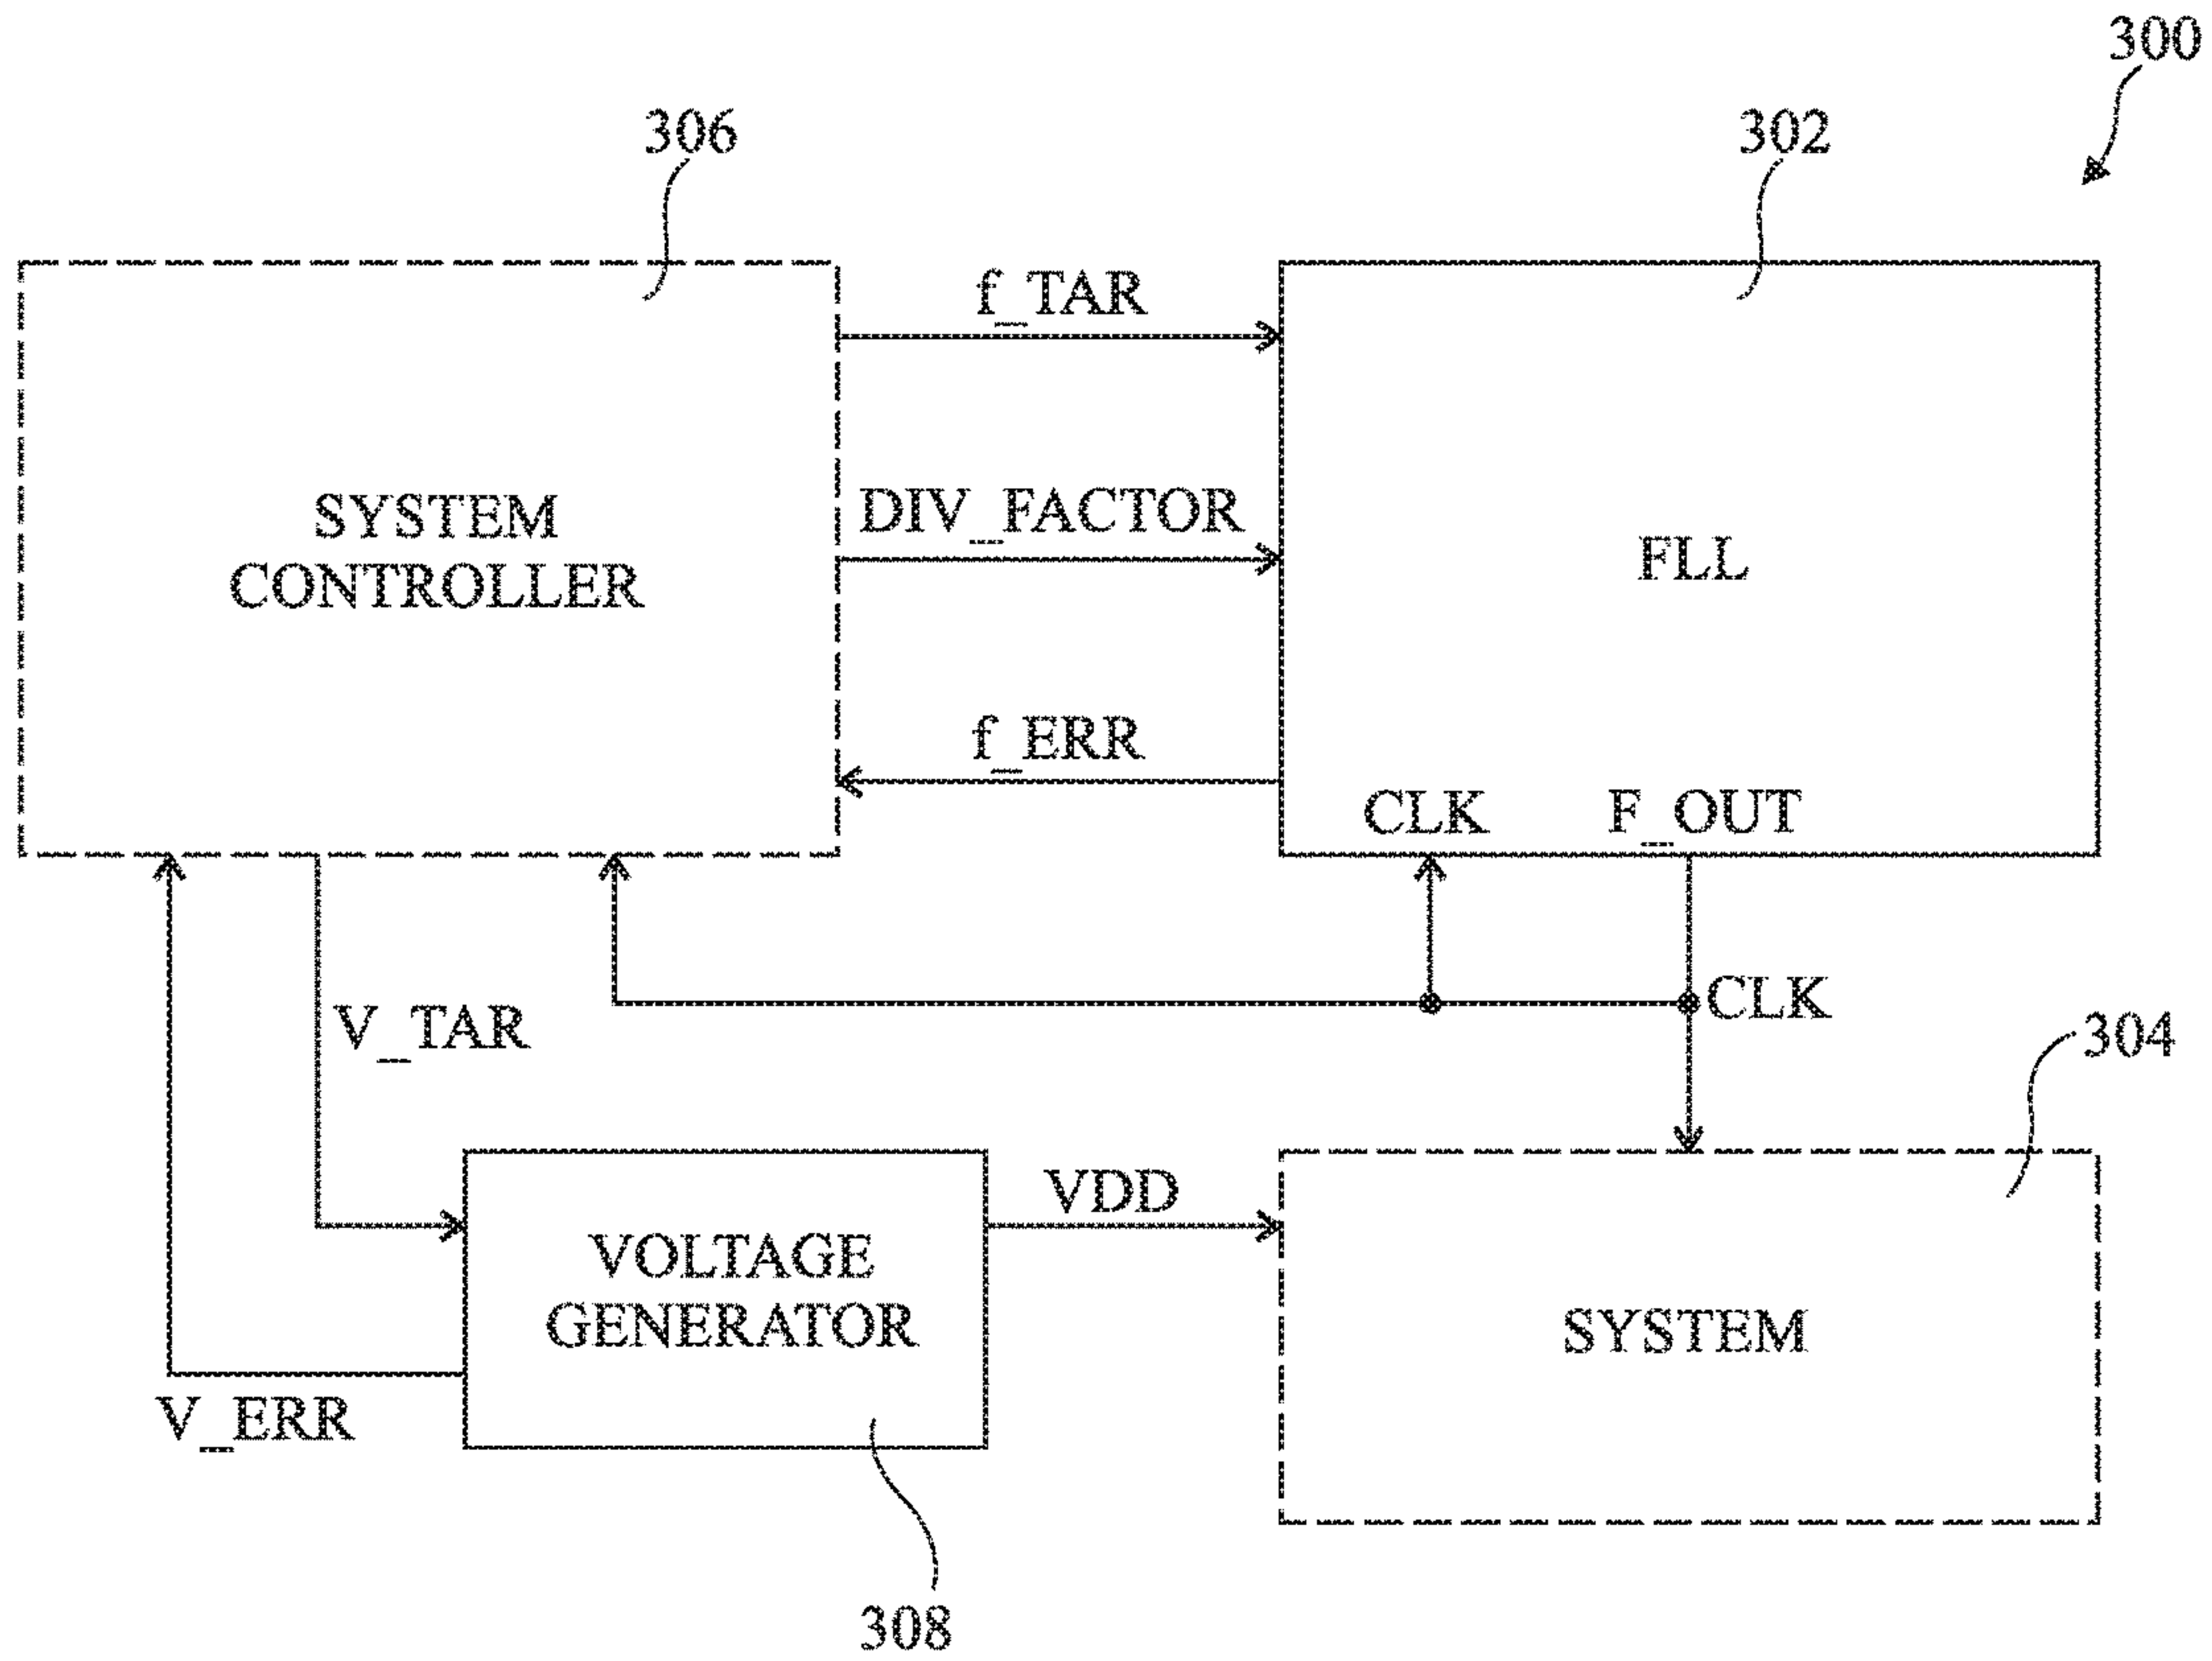 300
306
302
f_TAR
SYSTEM
CONTROLLER
DIV_FACTOR
FLL
f_ERR
CLK
F_OUT
CLK
V_TAR
304
VDD
VOLTAGE
GENERATOR
SYSTEM
V_ERR
308